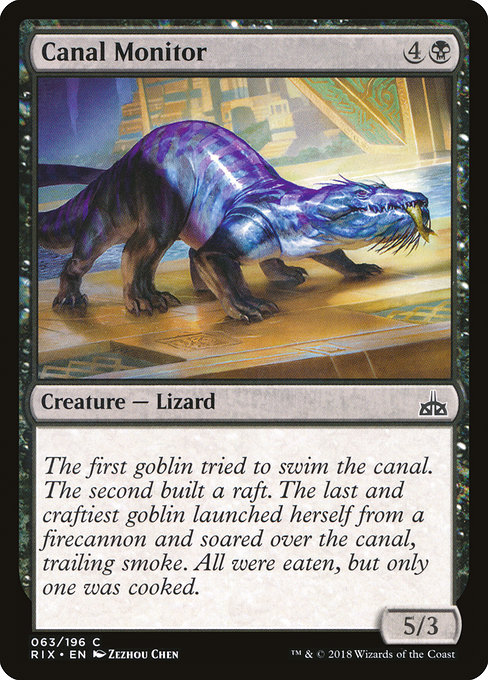 Canal Monitor 4
Creature — Lizard
The first goblin tried to swim the canal.
The second built a raft. The last and
craftiest goblin launched herself from a
firecannon and soared over the canal,
trailing smoke. All were eaten, but only
one was cooked.
5/3
063/196 C
RIX • EN Zezhou Chen
™ & © 2018 Wizards of the Coast